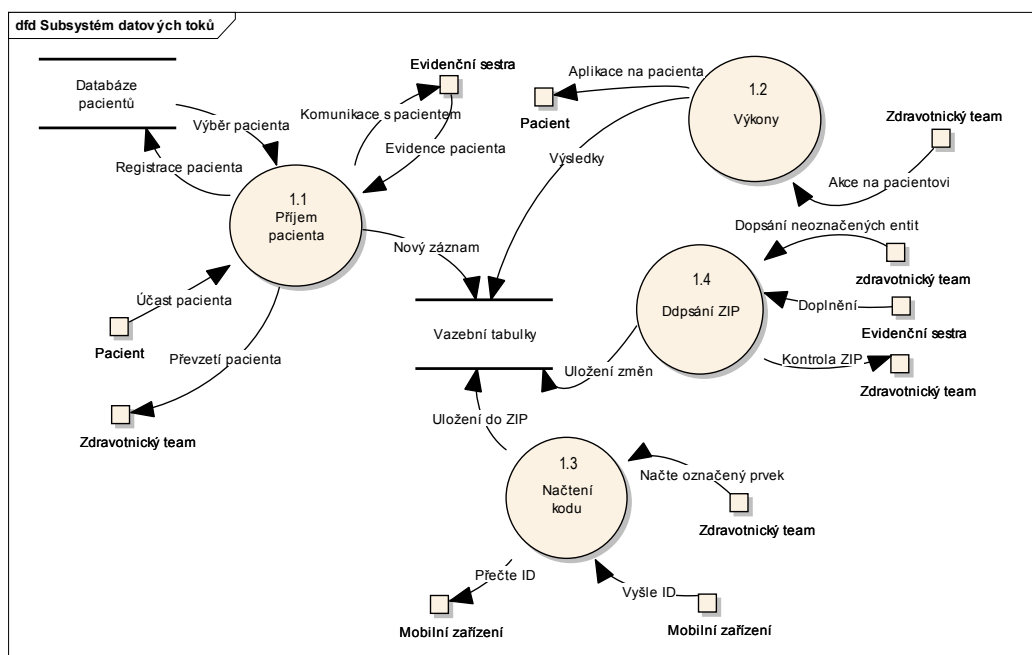 dfd Subsystém datových toků
Databáze
pacientů
Výběr pacienta
Registrace pacienta
Evidenční sestra
Komunikace s pacientem
Evidence pacienta
1.1
Příjem
pacienta
Účast pacienta
Pacient
Převzetí pacienta
Zdravotnický team
Nový záznam
Aplikace na pacienta
Pacient
Výsledky
1.2
Výkony
Zdravotnický team
Akce na pacientovi
Dopsání neoznačených entit
zdravotnický team
1.4
Ddpsání ZIP
Doplnění
Evidenční sestra
Kontrola ZIP
Zdravotnický team
Vazební tabulky
Uložení změn
Uložení do ZIP
1.3
Načtení
kodu
Načte označený prvek
Zdravotnický team
Přečte ID
Mobilní zařízení
Vyšle ID
Mobilní zařízení